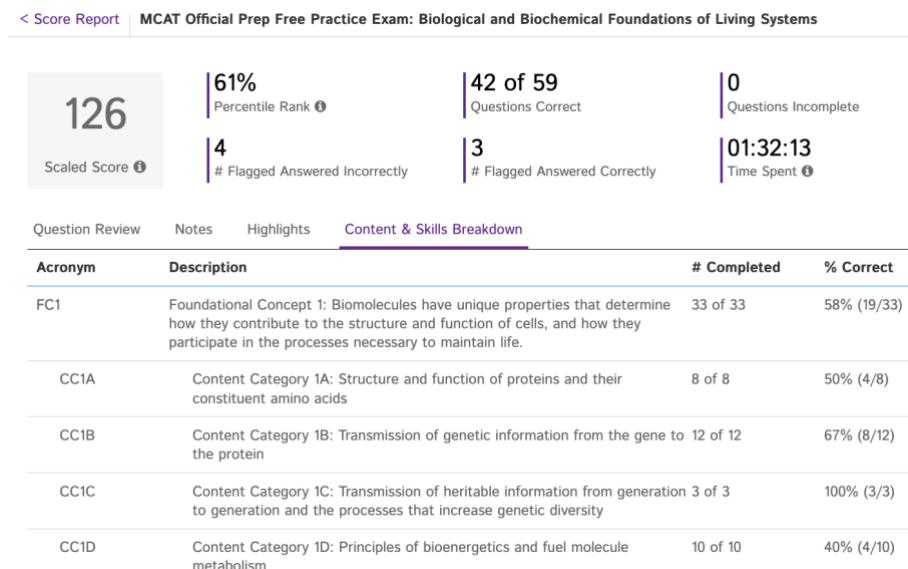 < Score Report MCAT Official Prep Free Practice Exam: Biological and Biochemical Foundations of Living Systems
126
Scaled Score
61%
Percentile Rank
42 of 59
Questions Correct
0
Questions Incomplete
4
# Flagged Answered Incorrectly
3
# Flagged Answered Correctly
01:32:13
Time Spent
Question Review Notes Highlights Content & Skills Breakdown
Acronym Description # Completed % Correct
FC1 Foundational Concept 1: Biomolecules have unique properties that determine 33 of 33 58% (19/33)
how they contribute to the structure and function of cells, and how they
participate in the processes necessary to maintain life.
CC1A Content Category 1A: Structure and function of proteins and their 8 of 8 50% (4/8)
constituent amino acids
CC1B Content Category 1B: Transmission of genetic information from the gene to 12 of 12 67% (8/12)
the protein
CC1C Content Category 1C: Transmission of heritable information from generation 3 of 3 100% (3/3)
to generation and the processes that increase genetic diversity
CC1D Content Category 1D: Principles of bioenergetics and fuel molecule 10 of 10 40% (4/10)
metabolism